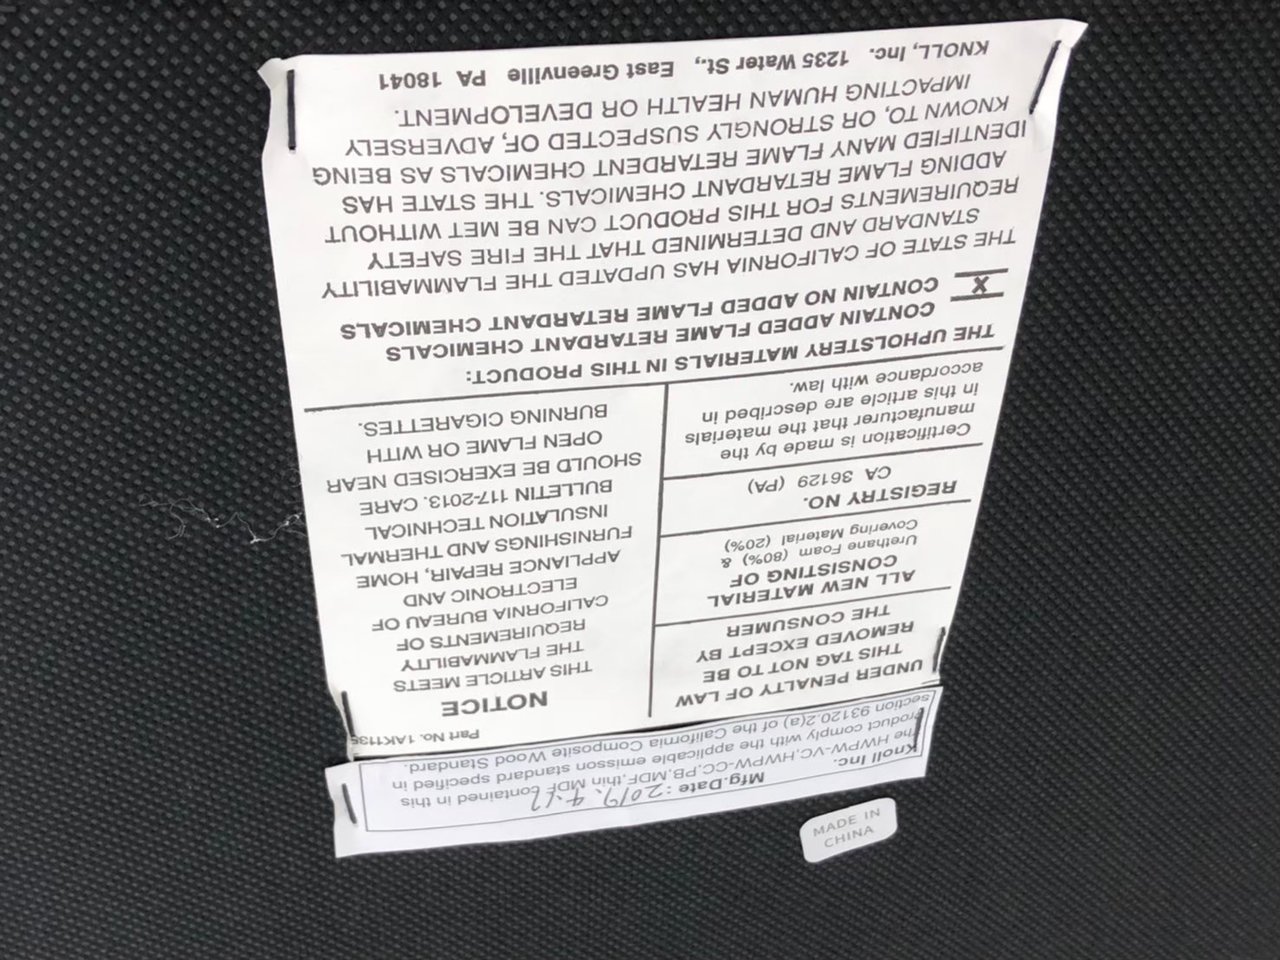 Knoll Inc.
Mfg.Date : 2019. 4.17
The HWPW-VC,HWPW-CC,PB,MDF,thin MDF contained in this
product comply with the applicable emisson standard specified in
section 93120.2(a) of the California Composite Wood Standard.
Part No. 1AK1135
UNDER PENALTY OF LAW
THIS TAG NOT TO BE
REMOVED EXCEPT BY
THE CONSUMER
ALL NEW MATERIAL
CONSISTING OF
Urethane Foam (80%) &
Covering Material (20%)
REGISTRY NO.
CA 36129 (PA)
Certification is made by the
manufacturer that the materials
in this article are described in
accordance with law.
NOTICE
THIS ARTICLE MEETS
THE FLAMMABILITY
REQUIREMENTS OF
CALIFORNIA BUREAU OF
ELECTRONIC AND
APPLIANCE REPAIR, HOME
FURNISHINGS AND THERMAL
INSULATION TECHNICAL
BULLETIN 117-2013. CARE
SHOULD BE EXERCISED NEAR
OPEN FLAME OR WITH
BURNING CIGARETTES.
THE UPHOLSTERY MATERIALS IN THIS PRODUCT:
CONTAIN ADDED FLAME RETARDANT CHEMICALS
X CONTAIN NO ADDED FLAME RETARDANT CHEMICALS
THE STATE OF CALIFORNIA HAS UPDATED THE FLAMMABILITY
STANDARD AND DETERMINED THAT THE FIRE SAFETY
REQUIREMENTS FOR THIS PRODUCT CAN BE MET WITHOUT
ADDING FLAME RETARDANT CHEMICALS. THE STATE HAS
IDENTIFIED MANY FLAME RETARDENT CHEMICALS AS BEING
KNOWN TO, OR STRONGLY SUSPECTED OF, ADVERSELY
IMPACTING HUMAN HEALTH OR DEVELOPMENT.
KNOLL, Inc. 1235 Water St., East Greenville PA 18041
MADE IN
CHINA